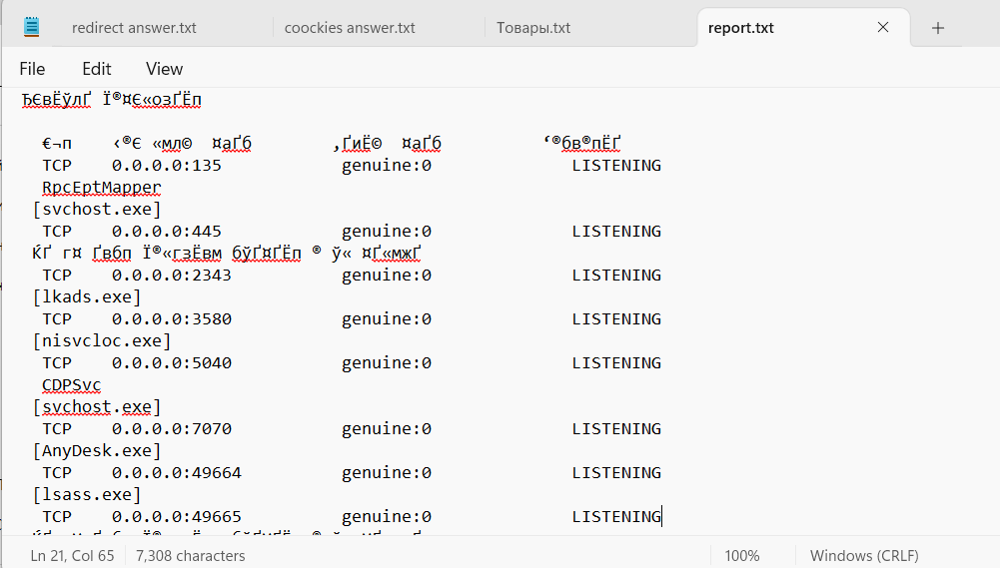 redirect answer.txt
coockies answer.txt
Товары.txt
report.txt
File Edit View
ЂЄвЁўлҐ Ї®¤Є«озҐЁп
€¬п ‹®Є «мл© ¤аҐб ‚ҐиЁ© ¤аҐб ‘®бв®пЁҐ
TCP 0.0.0.0:135 genuine:0 LISTENING
RpcEptMapper
[svchost.exe]
TCP 0.0.0.0:445 genuine:0 LISTENING
ЌҐ г¤ Ґвбп Ї®«гзЁвм бўҐ¤ҐЁп ® ў« ¤Ґ«мжҐ
TCP 0.0.0.0:2343 genuine:0 LISTENING
[lkads.exe]
TCP 0.0.0.0:3580 genuine:0 LISTENING
[nisvcloc.exe]
TCP 0.0.0.0:5040 genuine:0 LISTENING
CDPSvc
[svchost.exe]
TCP 0.0.0.0:7070 genuine:0 LISTENING
[AnyDesk.exe]
TCP 0.0.0.0:49664 genuine:0 LISTENING
[lsass.exe]
TCP 0.0.0.0:49665 genuine:0 LISTENING
Ln 21, Col 65 7,308 characters 100% Windows (CRLF)